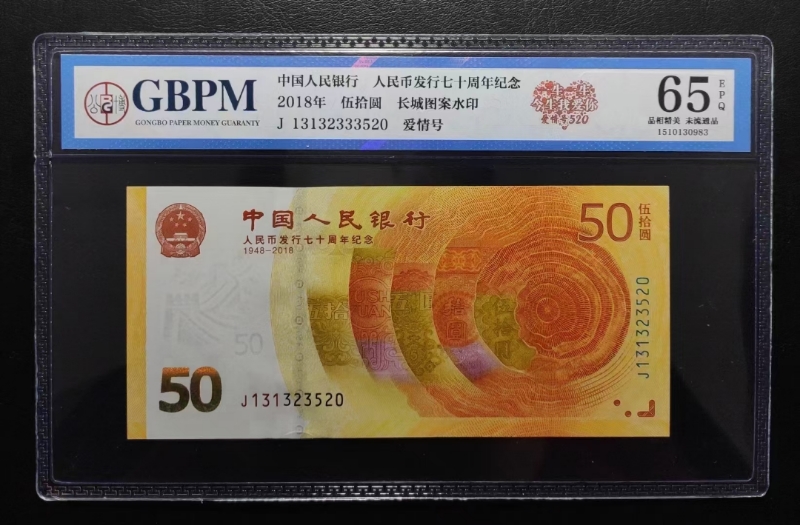 GBPM
GONGBO PAPER MONEY GUARANTY
中国人民银行 人民币发行七十周年纪念
2018年 伍拾圆 长城图案水印
J 13132333520 爱情号
爱情号520
65
EPQ
品相精美 未流通品
1510130983
中国人民银行
人民币发行七十周年纪念
1948-2018
50
伍拾圆
50
50
J131323520
J131323520